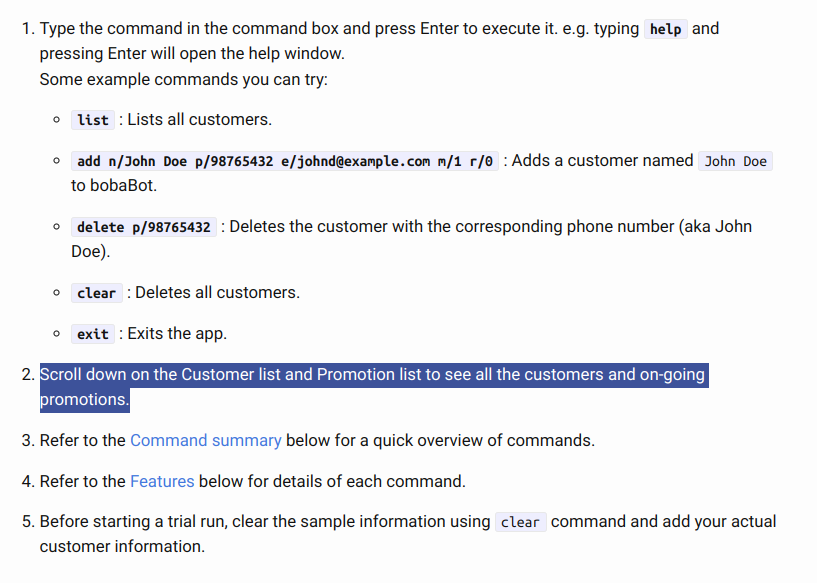 1. Type the command in the command box and press Enter to execute it. e.g. typing help and
pressing Enter will open the help window.
Some example commands you can try:
list : Lists all customers.
add n/John Doe p/98765432 e/johnd@example.com m/1 r/0 : Adds a customer named John Doe
to bobaBot.
delete p/98765432 : Deletes the customer with the corresponding phone number (aka John
Doe).
clear : Deletes all customers.
exit : Exits the app.
2. Scroll down on the Customer list and Promotion list to see all the customers and on-going
promotions.
3. Refer to the Command summary below for a quick overview of commands.
4. Refer to the Features below for details of each command.
5. Before starting a trial run, clear the sample information using clear command and add your actual
customer information.